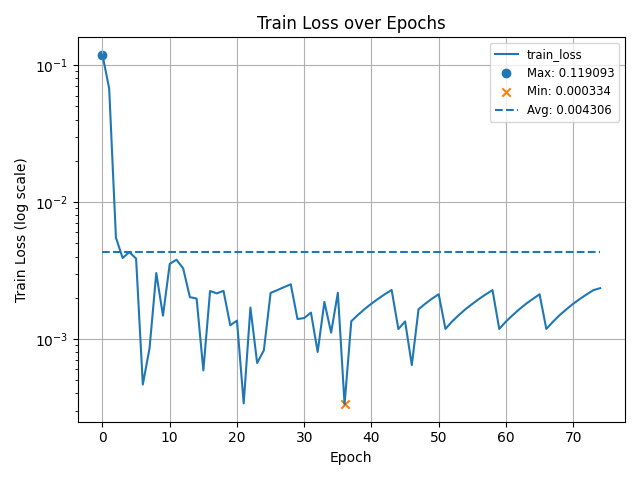 Train Loss over Epochs
train_loss
Max: 0.119093
Min: 0.000334
Avg: 0.004306
Train Loss (log scale)
10⁻¹
10⁻²
10⁻³
0 10 20 30 40 50 60 70
Epoch